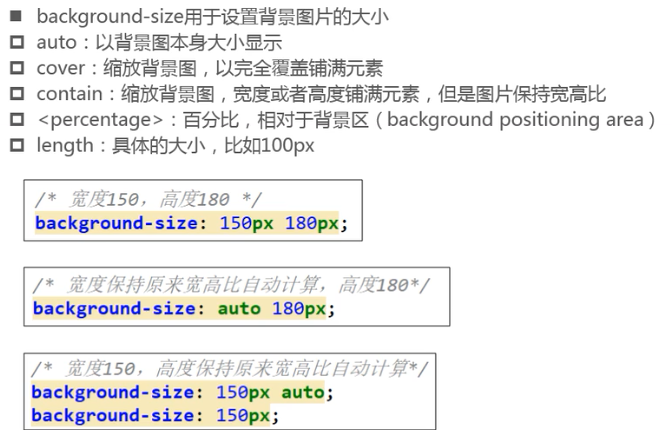 ■ background-size用于设置背景图片的大小
□ auto：以背景图本身大小显示
□ cover：缩放背景图，以完全覆盖铺满元素
□ contain：缩放背景图，宽度或者高度铺满元素，但是图片保持宽高比
□ <percentage>：百分比，相对于背景区（background positioning area）
□ length：具体的大小，比如100px
/* 宽度150，高度180 */
background-size: 150px 180px;
/* 宽度保持原来宽高比自动计算，高度180*/
background-size: auto 180px;
/* 宽度150，高度保持原来宽高比自动计算*/
background-size: 150px auto;
background-size: 150px;